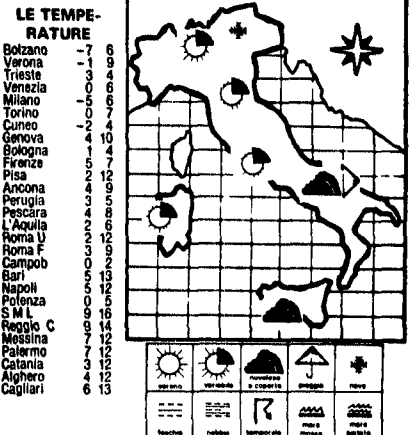 LE TEMPE-
RATURE
Bolzano -7 6
Verona -1 9
Trieste 3 4
Venezia 0 6
Milano -5 6
Torino 0 7
Cuneo -2 4
Genova 4 10
Bologna 1 4
Firenze 5 7
Pisa 2 12
Ancona 4 9
Perugia 3 5
Pescara 4 8
L'Aquila 2 6
Roma U 2 12
Roma F 3 9
Campob 0 2
Bari 5 13
Napoli 5 12
Potenza 0 5
S M L 9 16
Reggio C 9 14
Messina 7 12
Palermo 7 12
Catania 3 12
Alghero 4 12
Cagliari 6 13
sereno variabile nuvoloso o coperto pioggia neve
foschia nebbia temporale mare mosso mare agitato